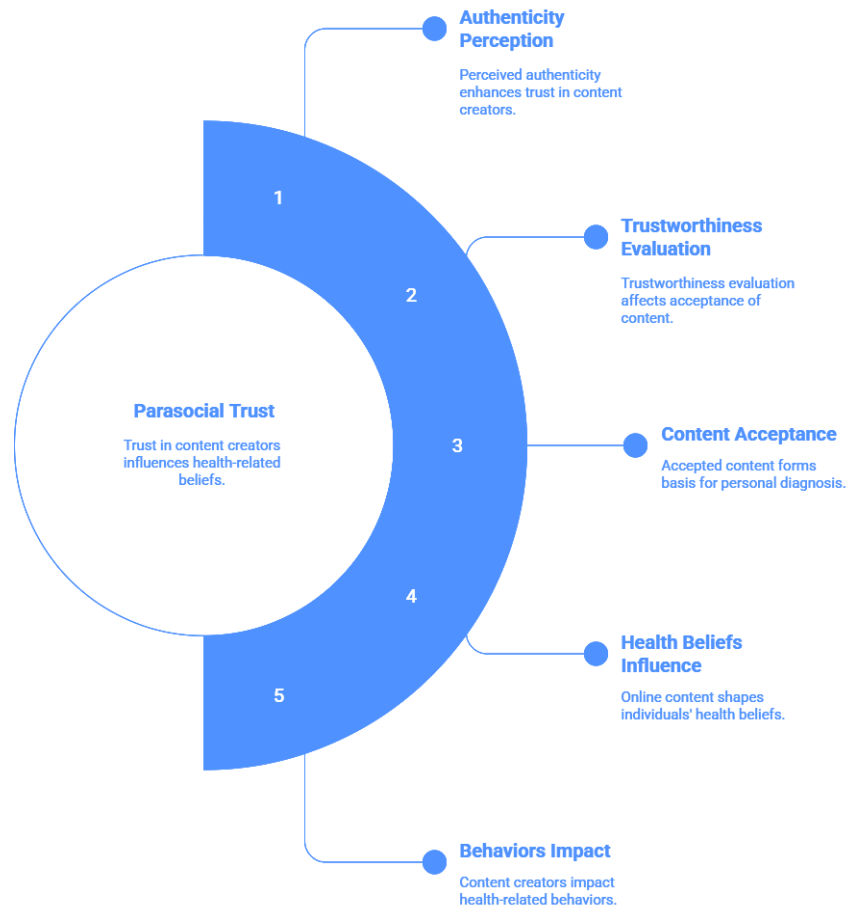 Authenticity
Perception
Perceived authenticity
enhances trust in content
creators.
1
Trustworthiness
Evaluation
Trustworthiness evaluation
affects acceptance of
content.
2
Parasocial Trust
Trust in content creators
influences health-related
beliefs.
3
Content Acceptance
Accepted content forms
basis for personal diagnosis.
4
Health Beliefs
Influence
Online content shapes
individuals' health beliefs.
5
Behaviors Impact
Content creators impact
health-related behaviors.